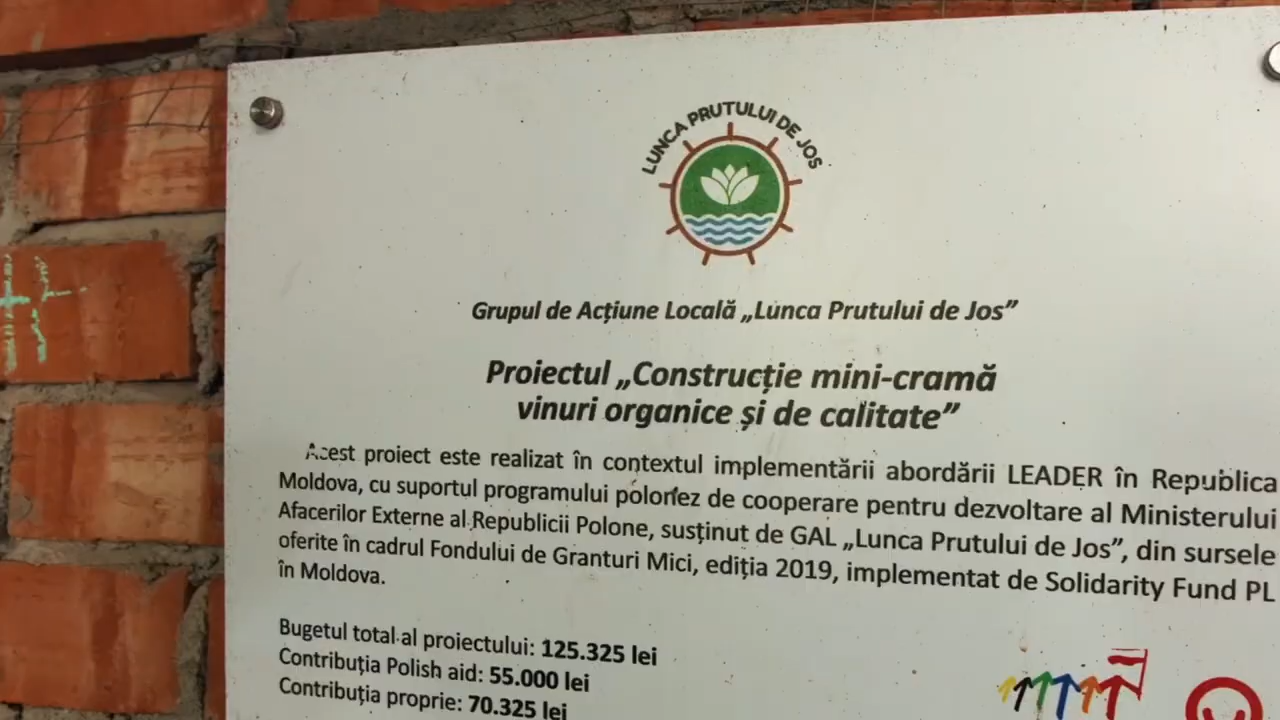 LUNCA PRUTULUI DE JOS
Grupul de Acțiune Locală „Lunca Prutului de Jos”
Proiectul „Construcție mini-cramă
vinuri organice și de calitate”
Acest proiect este realizat în contextul implementării abordării LEADER în Republica
Moldova, cu suportul programului polonez de cooperare pentru dezvoltare al Ministerului
Afacerilor Externe al Republicii Polone, susținut de GAL „Lunca Prutului de Jos”, din sursele
oferite în cadrul Fondului de Granturi Mici, ediția 2019, implementat de Solidarity Fund PL
în Moldova.
Bugetul total al proiectului: 125.325 lei
Contribuția Polish aid: 55.000 lei
Contribuția proprie: 70.325 lei